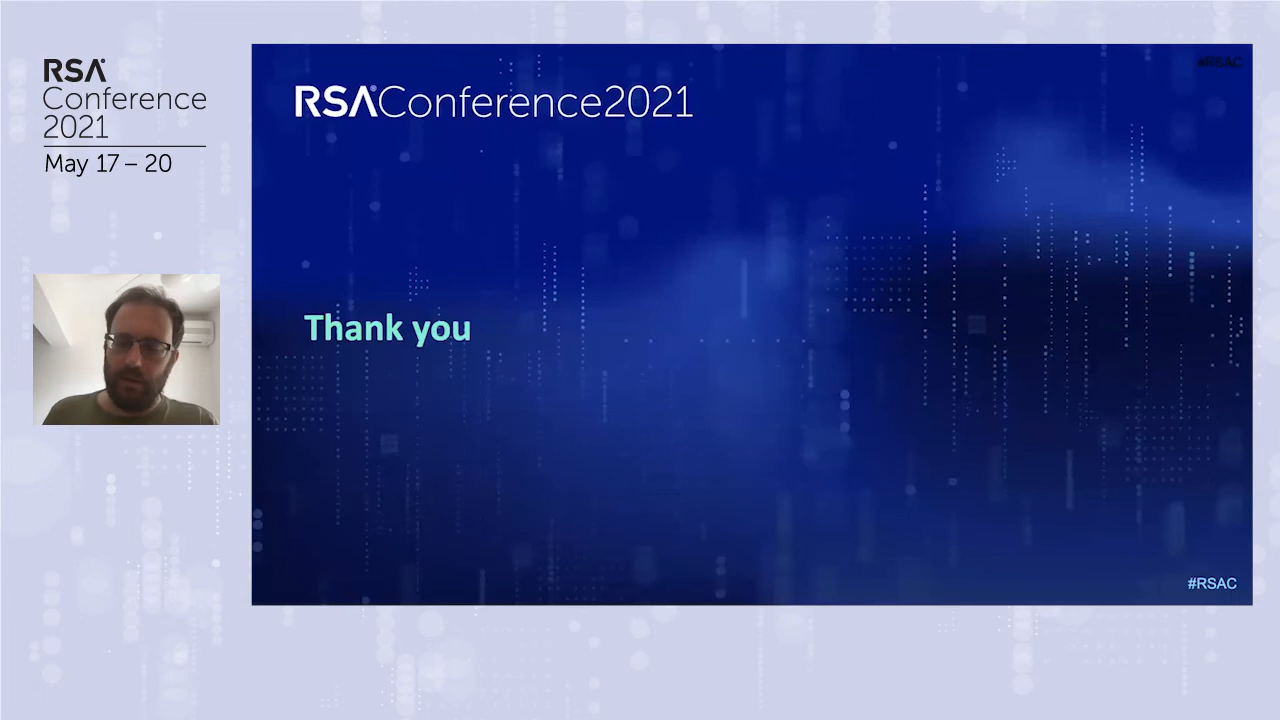 RSA
Conference
2021
May 17 – 20
#RSAC
RSAConference2021
Thank you
#RSAC